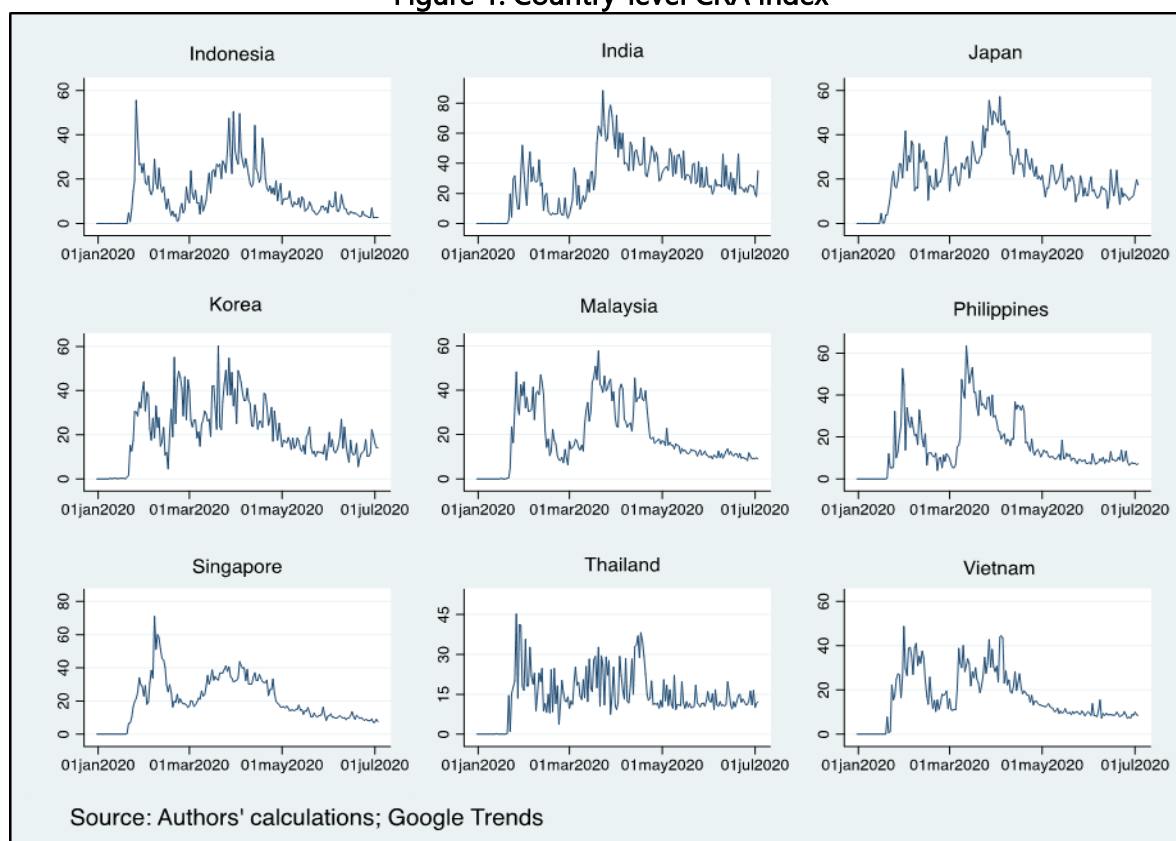 Figure Country-level Index
Indonesia
60
40
20
0
01jan2020 01mar2020 01may2020 01jul2020
India
80
60
40
20
0
01jan2020 01mar2020 01may2020 01jul2020
Japan
60
40
20
0
01jan2020 01mar2020 01may2020 01jul2020
Korea
60
40
20
0
01jan2020 01mar2020 01may2020 01jul2020
Malaysia
60
40
20
0
01jan2020 01mar2020 01may2020 01jul2020
Philippines
60
40
20
0
01jan2020 01mar2020 01may2020 01jul2020
Singapore
80
60
40
20
0
01jan2020 01mar2020 01may2020 01jul2020
Thailand
45
30
15
0
01jan2020 01mar2020 01may2020 01jul2020
Vietnam
60
40
20
0
01jan2020 01mar2020 01may2020 01jul2020
Source: Authors' calculations; Google Trends